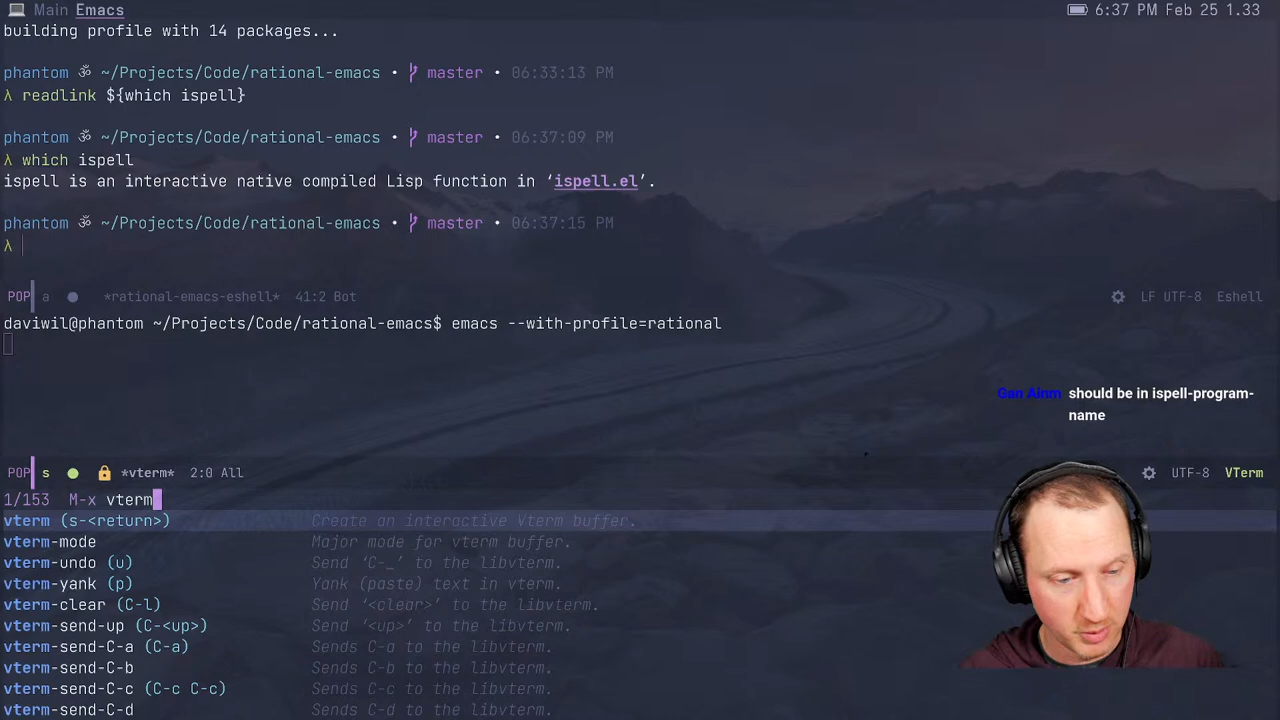 Main Emacs 6:37 PM Feb 25 1.33
building profile with 14 packages...
phantom ॐ ~/Projects/Code/rational-emacs • master • 06:33:13 PM
λ readlink ${which ispell}
phantom ॐ ~/Projects/Code/rational-emacs • master • 06:37:09 PM
λ which ispell
ispell is an interactive native compiled Lisp function in ‘ispell.el’.
phantom ॐ ~/Projects/Code/rational-emacs • master • 06:37:15 PM
λ
POP a *rational-emacs-eshell* 41:2 Bot LF UTF-8 Eshell
daviwil@phantom ~/Projects/Code/rational-emacs$ emacs --with-profile=rational
Gan Ainm should be in ispell-program-
name
POP s *vterm* 2:0 All UTF-8 VTerm
1/153 M-x vterm
vterm (s-<return>) Create an interactive Vterm buffer.
vterm-mode Major mode for vterm buffer.
vterm-undo (u) Send ‘C-_’ to the libvterm.
vterm-yank (p) Yank (paste) text in vterm.
vterm-clear (C-l) Send ‘<clear>’ to the libvterm.
vterm-send-up (C-<up>) Send ‘<up>’ to the libvterm.
vterm-send-C-a (C-a) Sends C-a to the libvterm.
vterm-send-C-b Sends C-b to the libvterm.
vterm-send-C-c (C-c C-c) Sends C-c to the libvterm.
vterm-send-C-d Sends C-d to the libvterm.